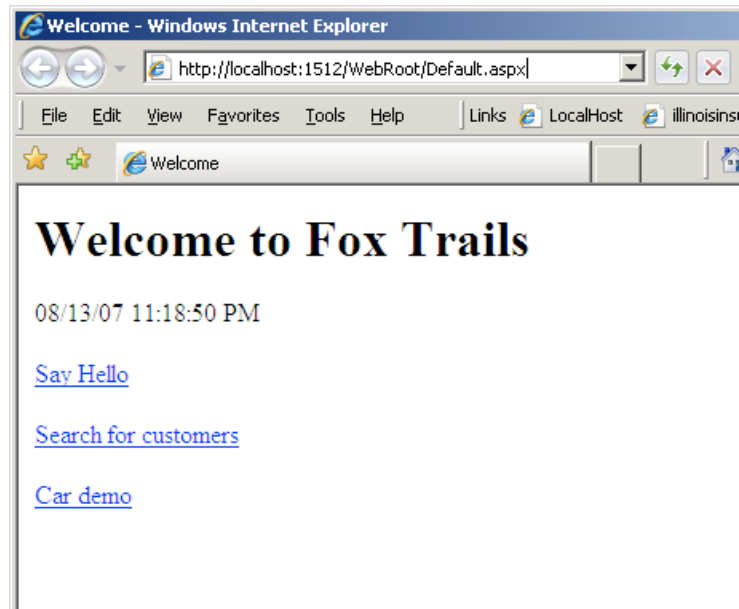 Welcome - Windows Internet Explorer
http://localhost:1512/WebRoot/Default.aspx
File Edit View Favorites Tools Help Links LocalHost illinoisinsu
Welcome
Welcome to Fox Trails
08/13/07 11:18:50 PM
Say Hello
Search for customers
Car demo